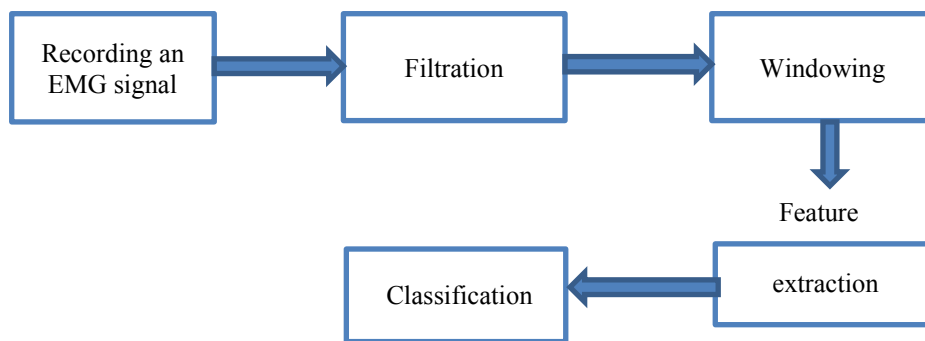 Recording an
EMG signal
Filtration
Windowing
Feature
extraction
Classification